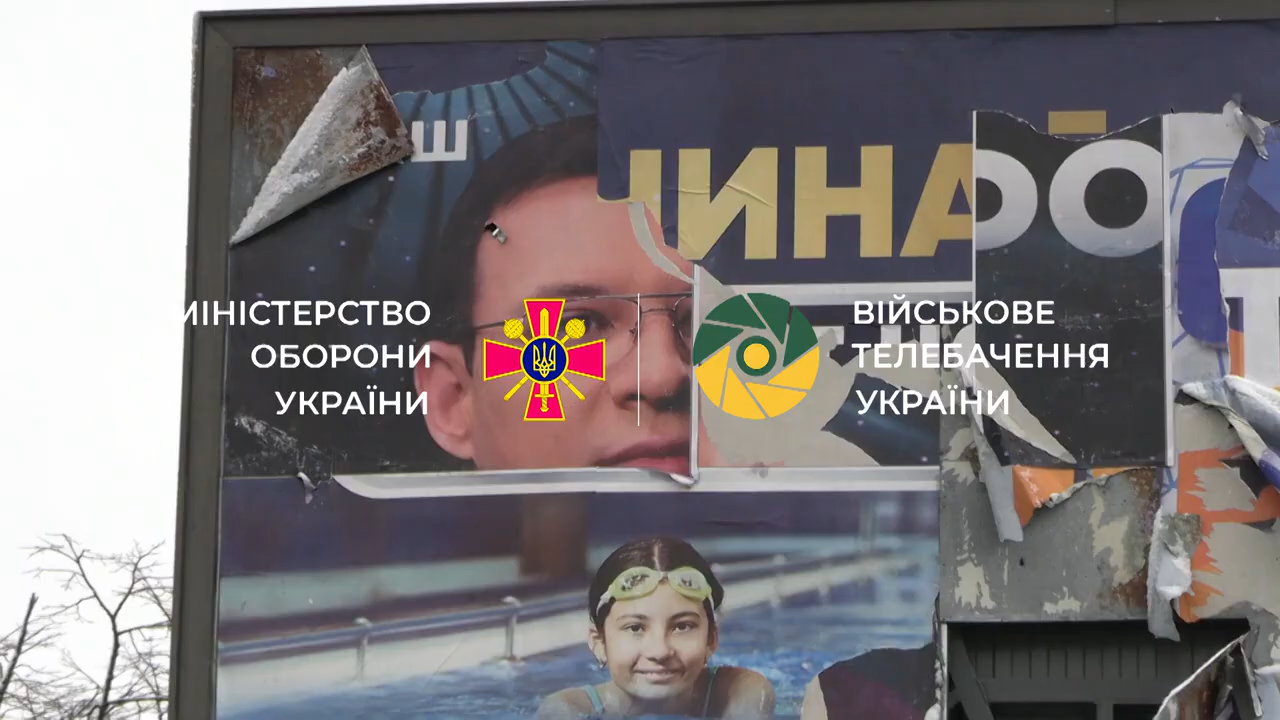 Ш
ИНА
МІНІСТЕРСТВО
ОБОРОНИ
УКРАЇНИ
ВІЙСЬКОВЕ
ТЕЛЕБАЧЕННЯ
УКРАЇНИ